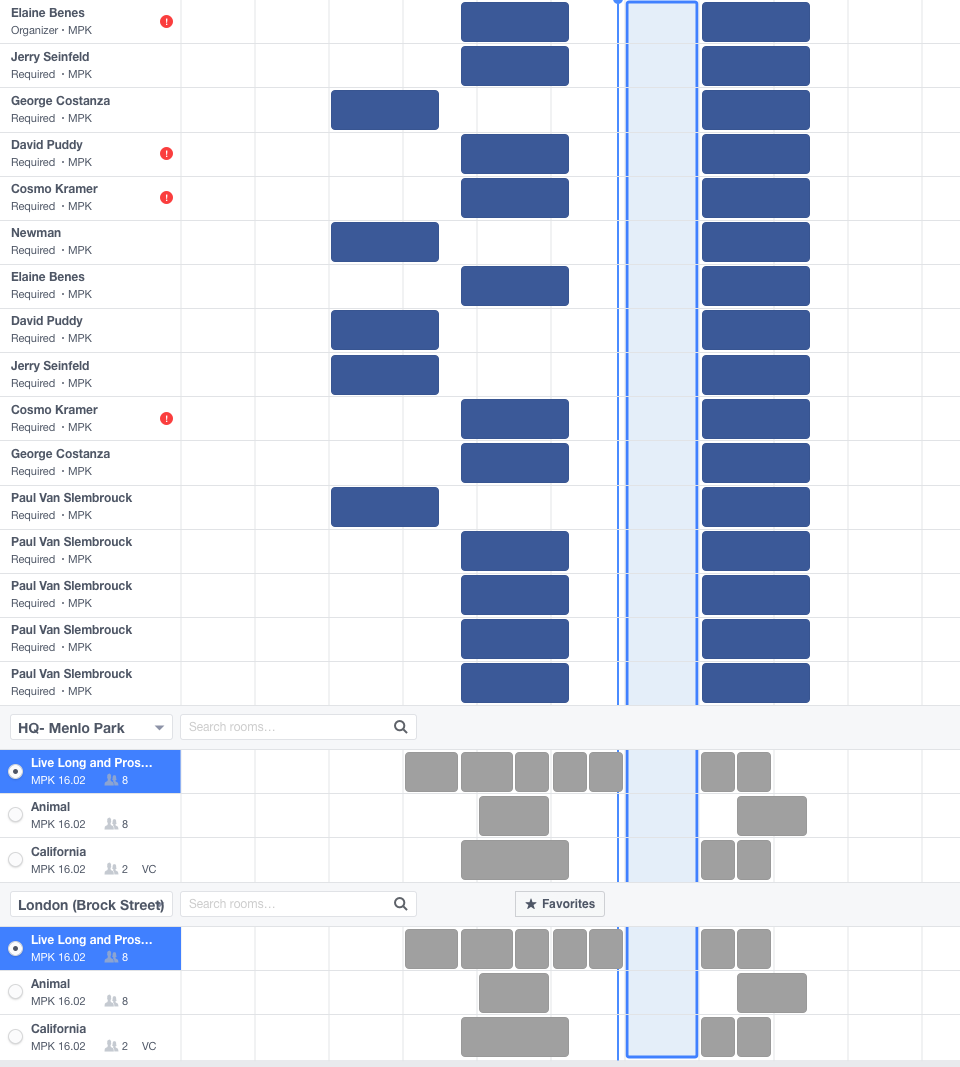 Elaine Benes
Organizer · MPK
Jerry Seinfeld
Required · MPK
George Costanza
Required · MPK
David Puddy
Required · MPK
Cosmo Kramer
Required · MPK
Newman
Required · MPK
Elaine Benes
Required · MPK
David Puddy
Required · MPK
Jerry Seinfeld
Required · MPK
Cosmo Kramer
Required · MPK
George Costanza
Required · MPK
Paul Van Slembrouck
Required · MPK
Paul Van Slembrouck
Required · MPK
Paul Van Slembrouck
Required · MPK
Paul Van Slembrouck
Required · MPK
Paul Van Slembrouck
Required · MPK
HQ- Menlo Park Search rooms...
Live Long and Pros...
MPK 16.02 8
Animal
MPK 16.02 8
California
MPK 16.02 2 VC
London (Brock Street) Search rooms... ★ Favorites
Live Long and Pros...
MPK 16.02 8
Animal
MPK 16.02 8
California
MPK 16.02 2 VC